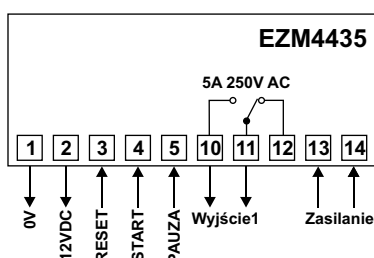 EZM4435
5A 250V AC
1 2 3 4 5 10 11 12 13 14
0V
12VDC
RESET
START
PAUZA
Wyjście1
Zasilanie